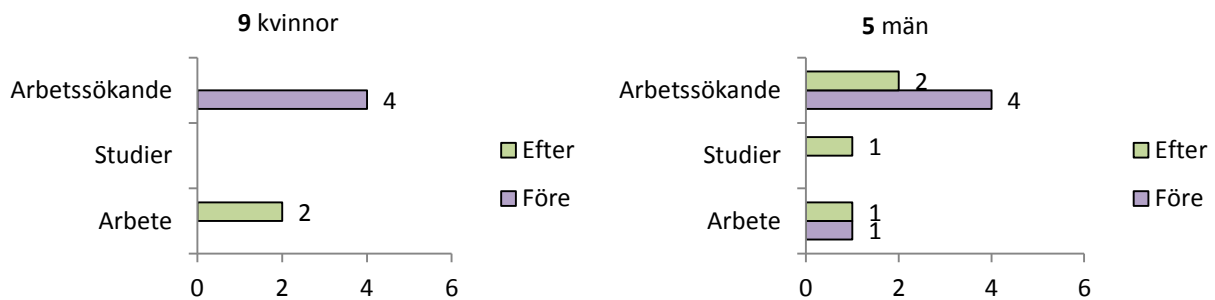 9 kvinnor
Arbetssökande
4
Studier
Arbete
2
0 2 4 6
Efter
Före
5 män
Arbetssökande
2
4
Studier
1
Arbete
1
1
0 2 4 6
Efter
Före